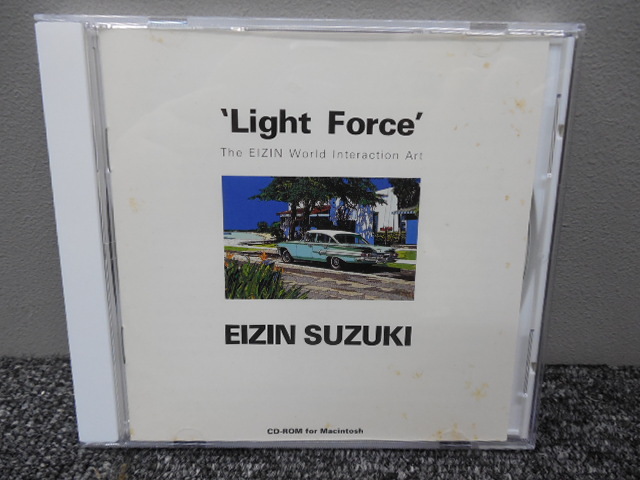 ‘Light Force’
The EIZIN World Interaction Art
EIZIN SUZUKI
CD-ROM for Macintosh